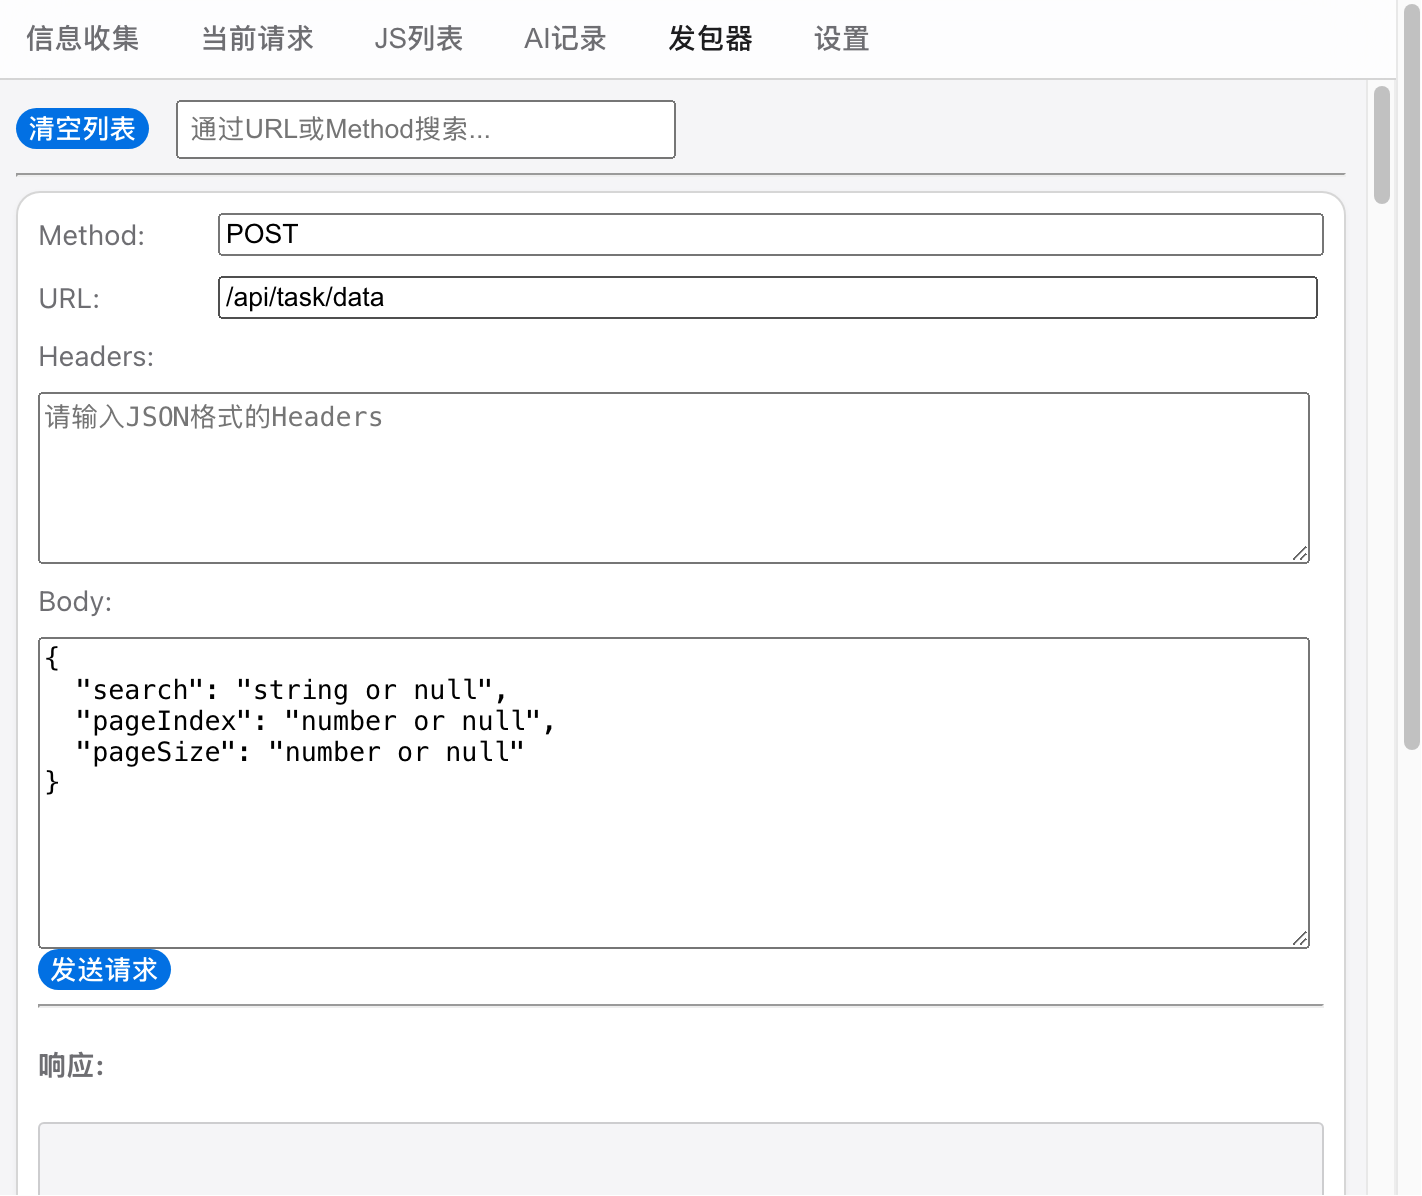 信息收集 当前请求 JS列表 AI记录 发包器 设置
清空列表 通过URL或Method搜索...
Method: POST
URL: /api/task/data
Headers:
请输入JSON格式的Headers
Body:
{
  "search": "string or null",
  "pageIndex": "number or null",
  "pageSize": "number or null"
}
发送请求
响应: